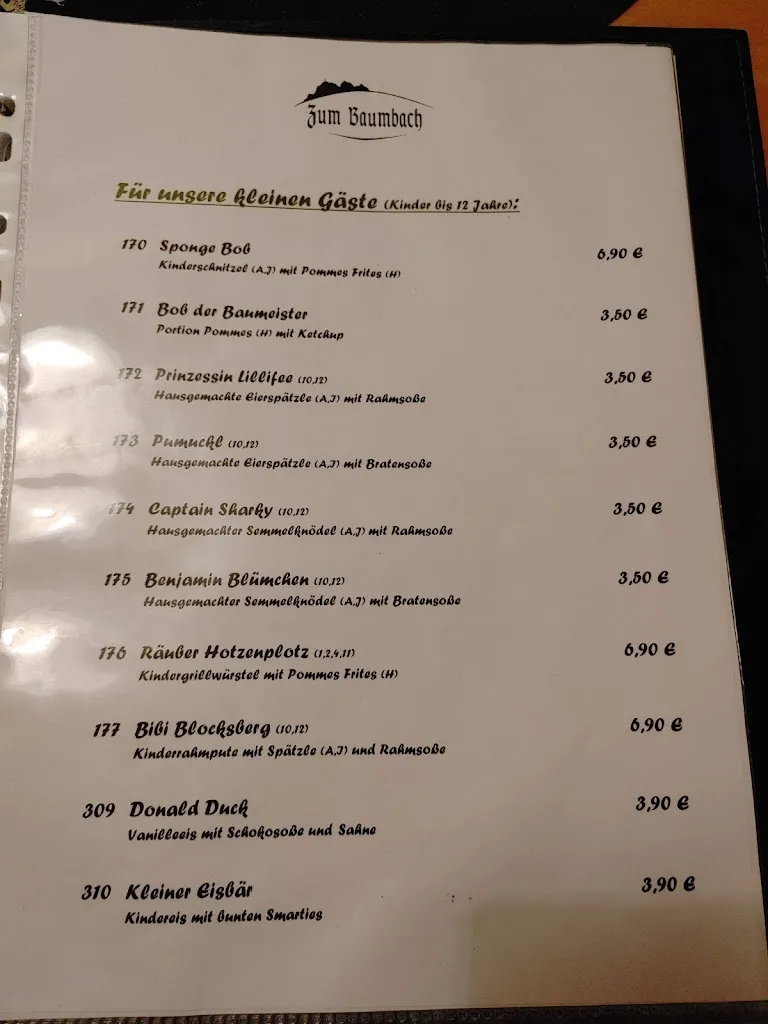 Zum Baumbach
Für unsere kleinen Gäste (Kinder bis 12 Jahre):
170 Sponge Bob 6,90 €
Kinderschnitzel (A,J) mit Pommes Frites (H)
171 Bob der Baumeister 3,50 €
Portion Pommes (H) mit Ketchup
172 Prinzessin Lillifee (10,12) 3,50 €
Hausgemachte Eierspätzle (A,J) mit Rahmsoße
173 Pumuckl (10,12) 3,50 €
Hausgemachte Eierspätzle (A,J) mit Bratensoße
174 Captain Sharky (10,12) 3,50 €
Hausgemachter Semmelknödel (A,J) mit Rahmsoße
175 Benjamin Blümchen (10,12) 3,50 €
Hausgemachter Semmelknödel (A,J) mit Bratensoße
176 Räuber Hotzenplotz (1,2,4,11) 6,90 €
Kindergrillwürstel mit Pommes Frites (H)
177 Bibi Blocksberg (10,12) 6,90 €
Kinderrahmpute mit Spätzle (A,J) und Rahmsoße
309 Donald Duck 3,90 €
Vanilleeis mit Schokosoße und Sahne
310 Kleiner Eisbär 3,90 €
Kindereis mit bunten Smarties